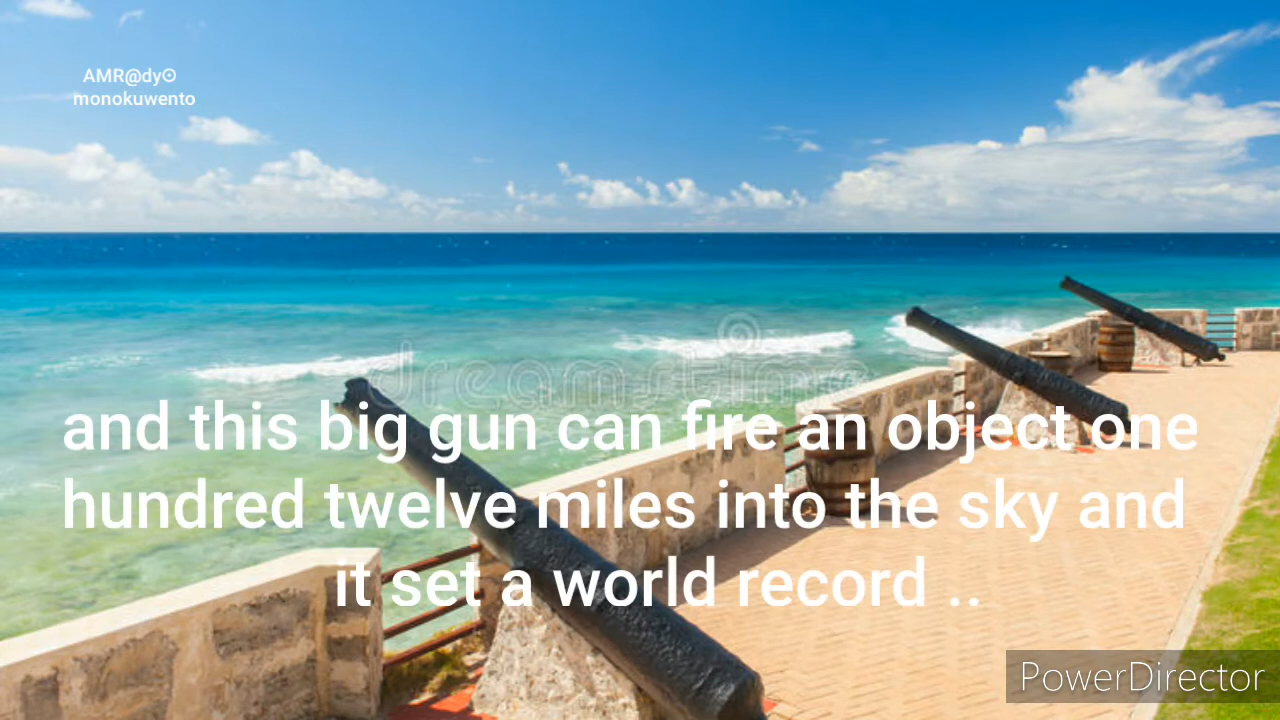 AMR@dy⊙
monokuwento
dreamstime
and this big gun can fire an object one
hundred twelve miles into the sky and
it set a world record ..
PowerDirector